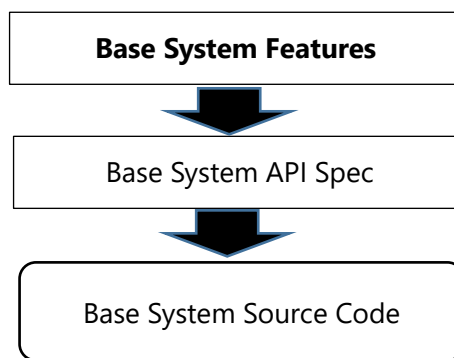 Base System Features
Base System API Spec
Base System Source Code